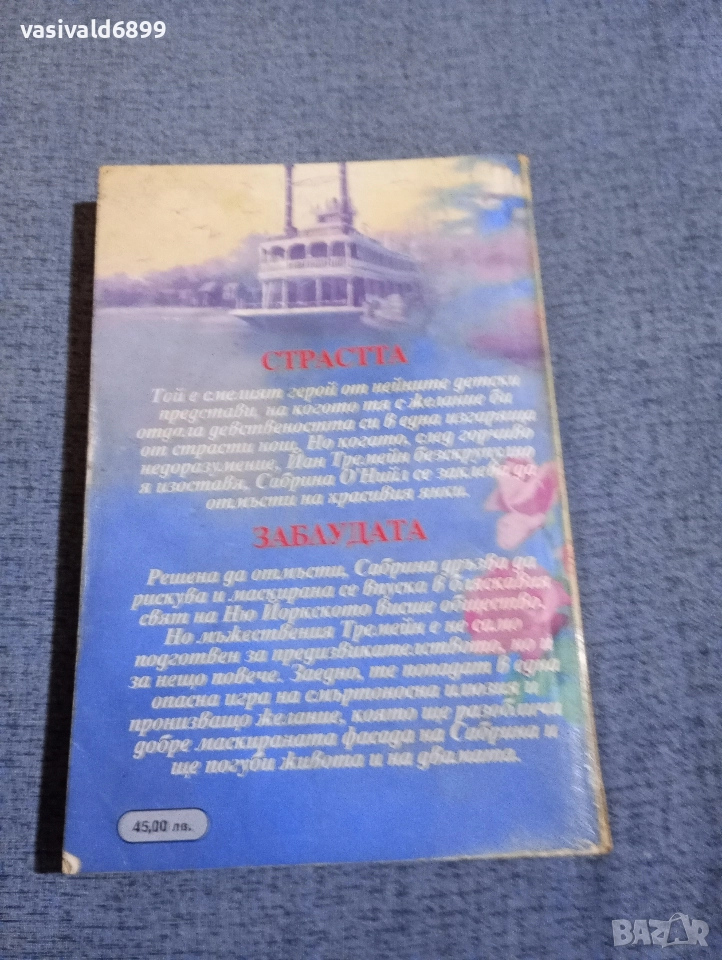 vasivald6899
СТРАСТТА
Той е смелият герой от нейните детски
представи, на когото тя с желание би
отдала девствеността си в една изгаряща
от страсти нощ. Но когато, след горчиво
недоразумение, Йан Тремейн безскрупулно
я изоставя, Сабрина О'Нийл се заклева да
отмъсти на красивия янки.
ЗАБЛУДАТА
Решена да отмъсти, Сабрина дръзва да
рискува и маскирана се впуска в бляскавия
свят на Ню Йоркското висше общество.
Но мъжествения Тремейн е не само
подготвен за предизвикателството, но и
за нещо повече. Заедно, те попадат в една
опасна игра на смъртоносна илюзия и
пронизващо желание, която ще разобличи
добре маскираната фасада на Сабрина и
ще погуби живота и на двамата.
45,00 лв.
BAZAR